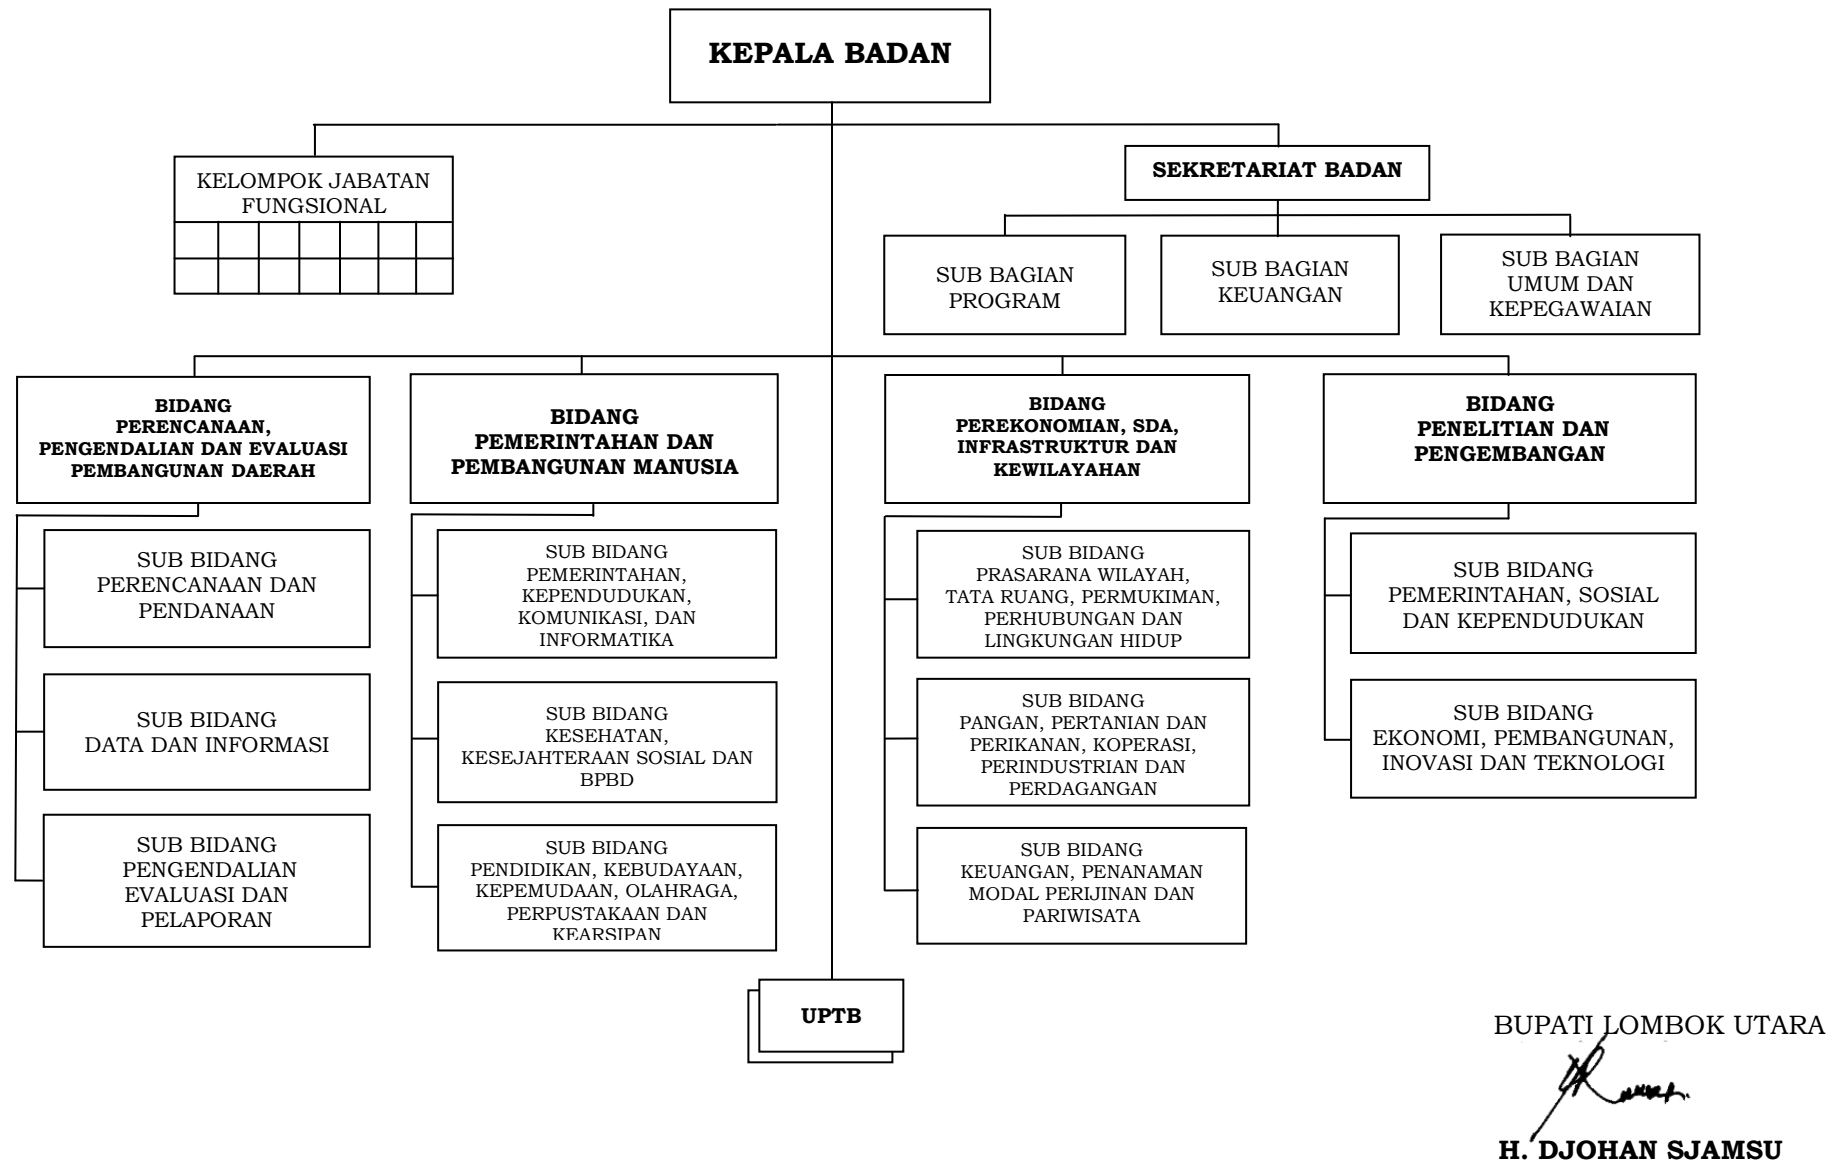 KEPALA BADAN
KELOMPOK JABATAN
FUNGSIONAL
SEKRETARIAT BADAN
SUB BAGIAN
PROGRAM
SUB BAGIAN
KEUANGAN
SUB BAGIAN
UMUM DAN
KEPEGAWAIAN
BIDANG
PERENCANAAN,
PENGENDALIAN DAN EVALUASI
PEMBANGUNAN DAERAH
BIDANG
PEMERINTAHAN DAN
PEMBANGUNAN MANUSIA
BIDANG
PEREKONOMIAN, SDA,
INFRASTRUKTUR DAN
KEWILAYAHAN
BIDANG
PENELITIAN DAN
PENGEMBANGAN
SUB BIDANG
PERENCANAAN DAN
PENDANAAN
SUB BIDANG
DATA DAN INFORMASI
SUB BIDANG
PENGENDALIAN
EVALUASI DAN
PELAPORAN
SUB BIDANG
PEMERINTAHAN,
KEPENDUDUKAN,
KOMUNIKASI, DAN
INFORMATIKA
SUB BIDANG
KESEHATAN,
KESEJAHTERAAN SOSIAL DAN
BPBD
SUB BIDANG
PENDIDIKAN, KEBUDAYAAN,
KEPEMUDAAN, OLAHRAGA,
PERPUSTAKAAN DAN
KEARSIPAN
SUB BIDANG
PRASARANA WILAYAH,
TATA RUANG, PERMUKIMAN,
PERHUBUNGAN DAN
LINGKUNGAN HIDUP
SUB BIDANG
PANGAN, PERTANIAN DAN
PERIKANAN, KOPERASI,
PERINDUSTRIAN DAN
PERDAGANGAN
SUB BIDANG
KEUANGAN, PENANAMAN
MODAL PERIJINAN DAN
PARIWISATA
SUB BIDANG
PEMERINTAHAN, SOSIAL
DAN KEPENDUDUKAN
SUB BIDANG
EKONOMI, PEMBANGUNAN,
INOVASI DAN TEKNOLOGI
UPTB
BUPATI LOMBOK UTARA
H. DJOHAN SJAMSU